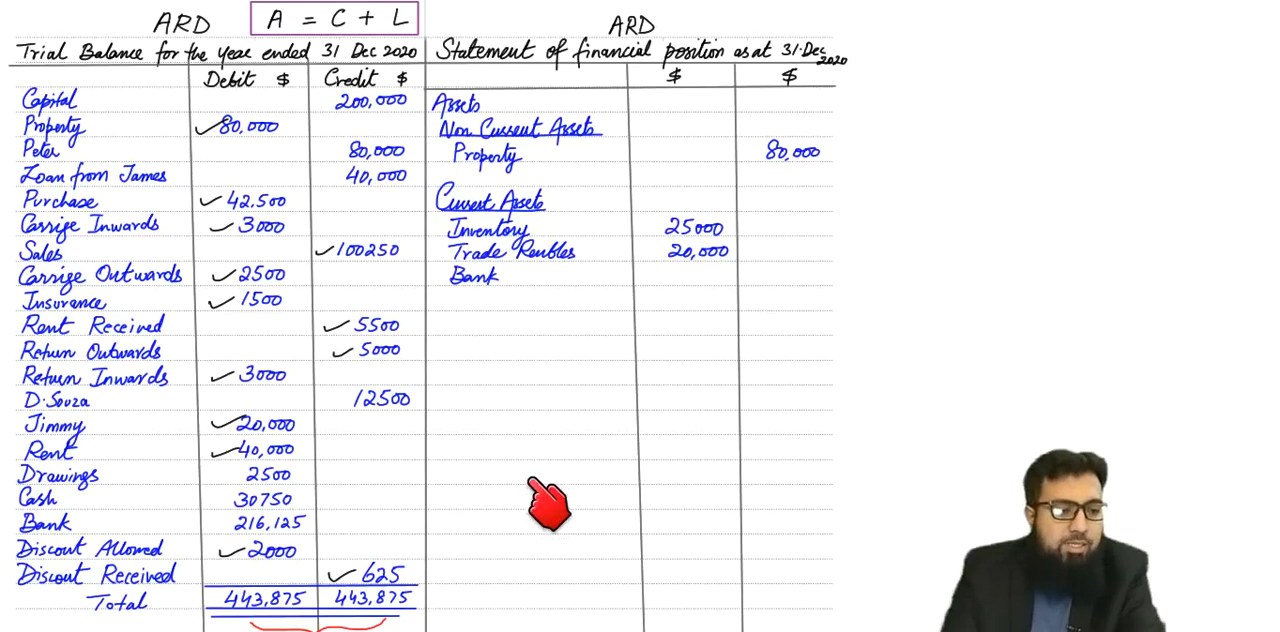 ARD
A = C + L
Trial Balance for the year ended 31 Dec 2020
Debit $ Credit $
Capital 200,000
Property 80,000
Peter 80,000
Loan from James 40,000
Purchase 42,500
Carrige Inwards 3000
Sales 100250
Carrige Outwards 2500
Insurance 1500
Rent Received 5500
Return Outwards 5000
Return Inwards 3000
D.Souza 12500
Jimmy 20,000
Rent 40,000
Drawings 2500
Cash 30750
Bank 216,125
Discout Allowed 2000
Discout Received 625
Total 443,875 443,875
ARD
Statement of financial position as at 31.Dec 2020
$ $
Assets
Non Current Assets
Property 80,000
Current Assets
Inventory 25000
Trade 20,000
Bank